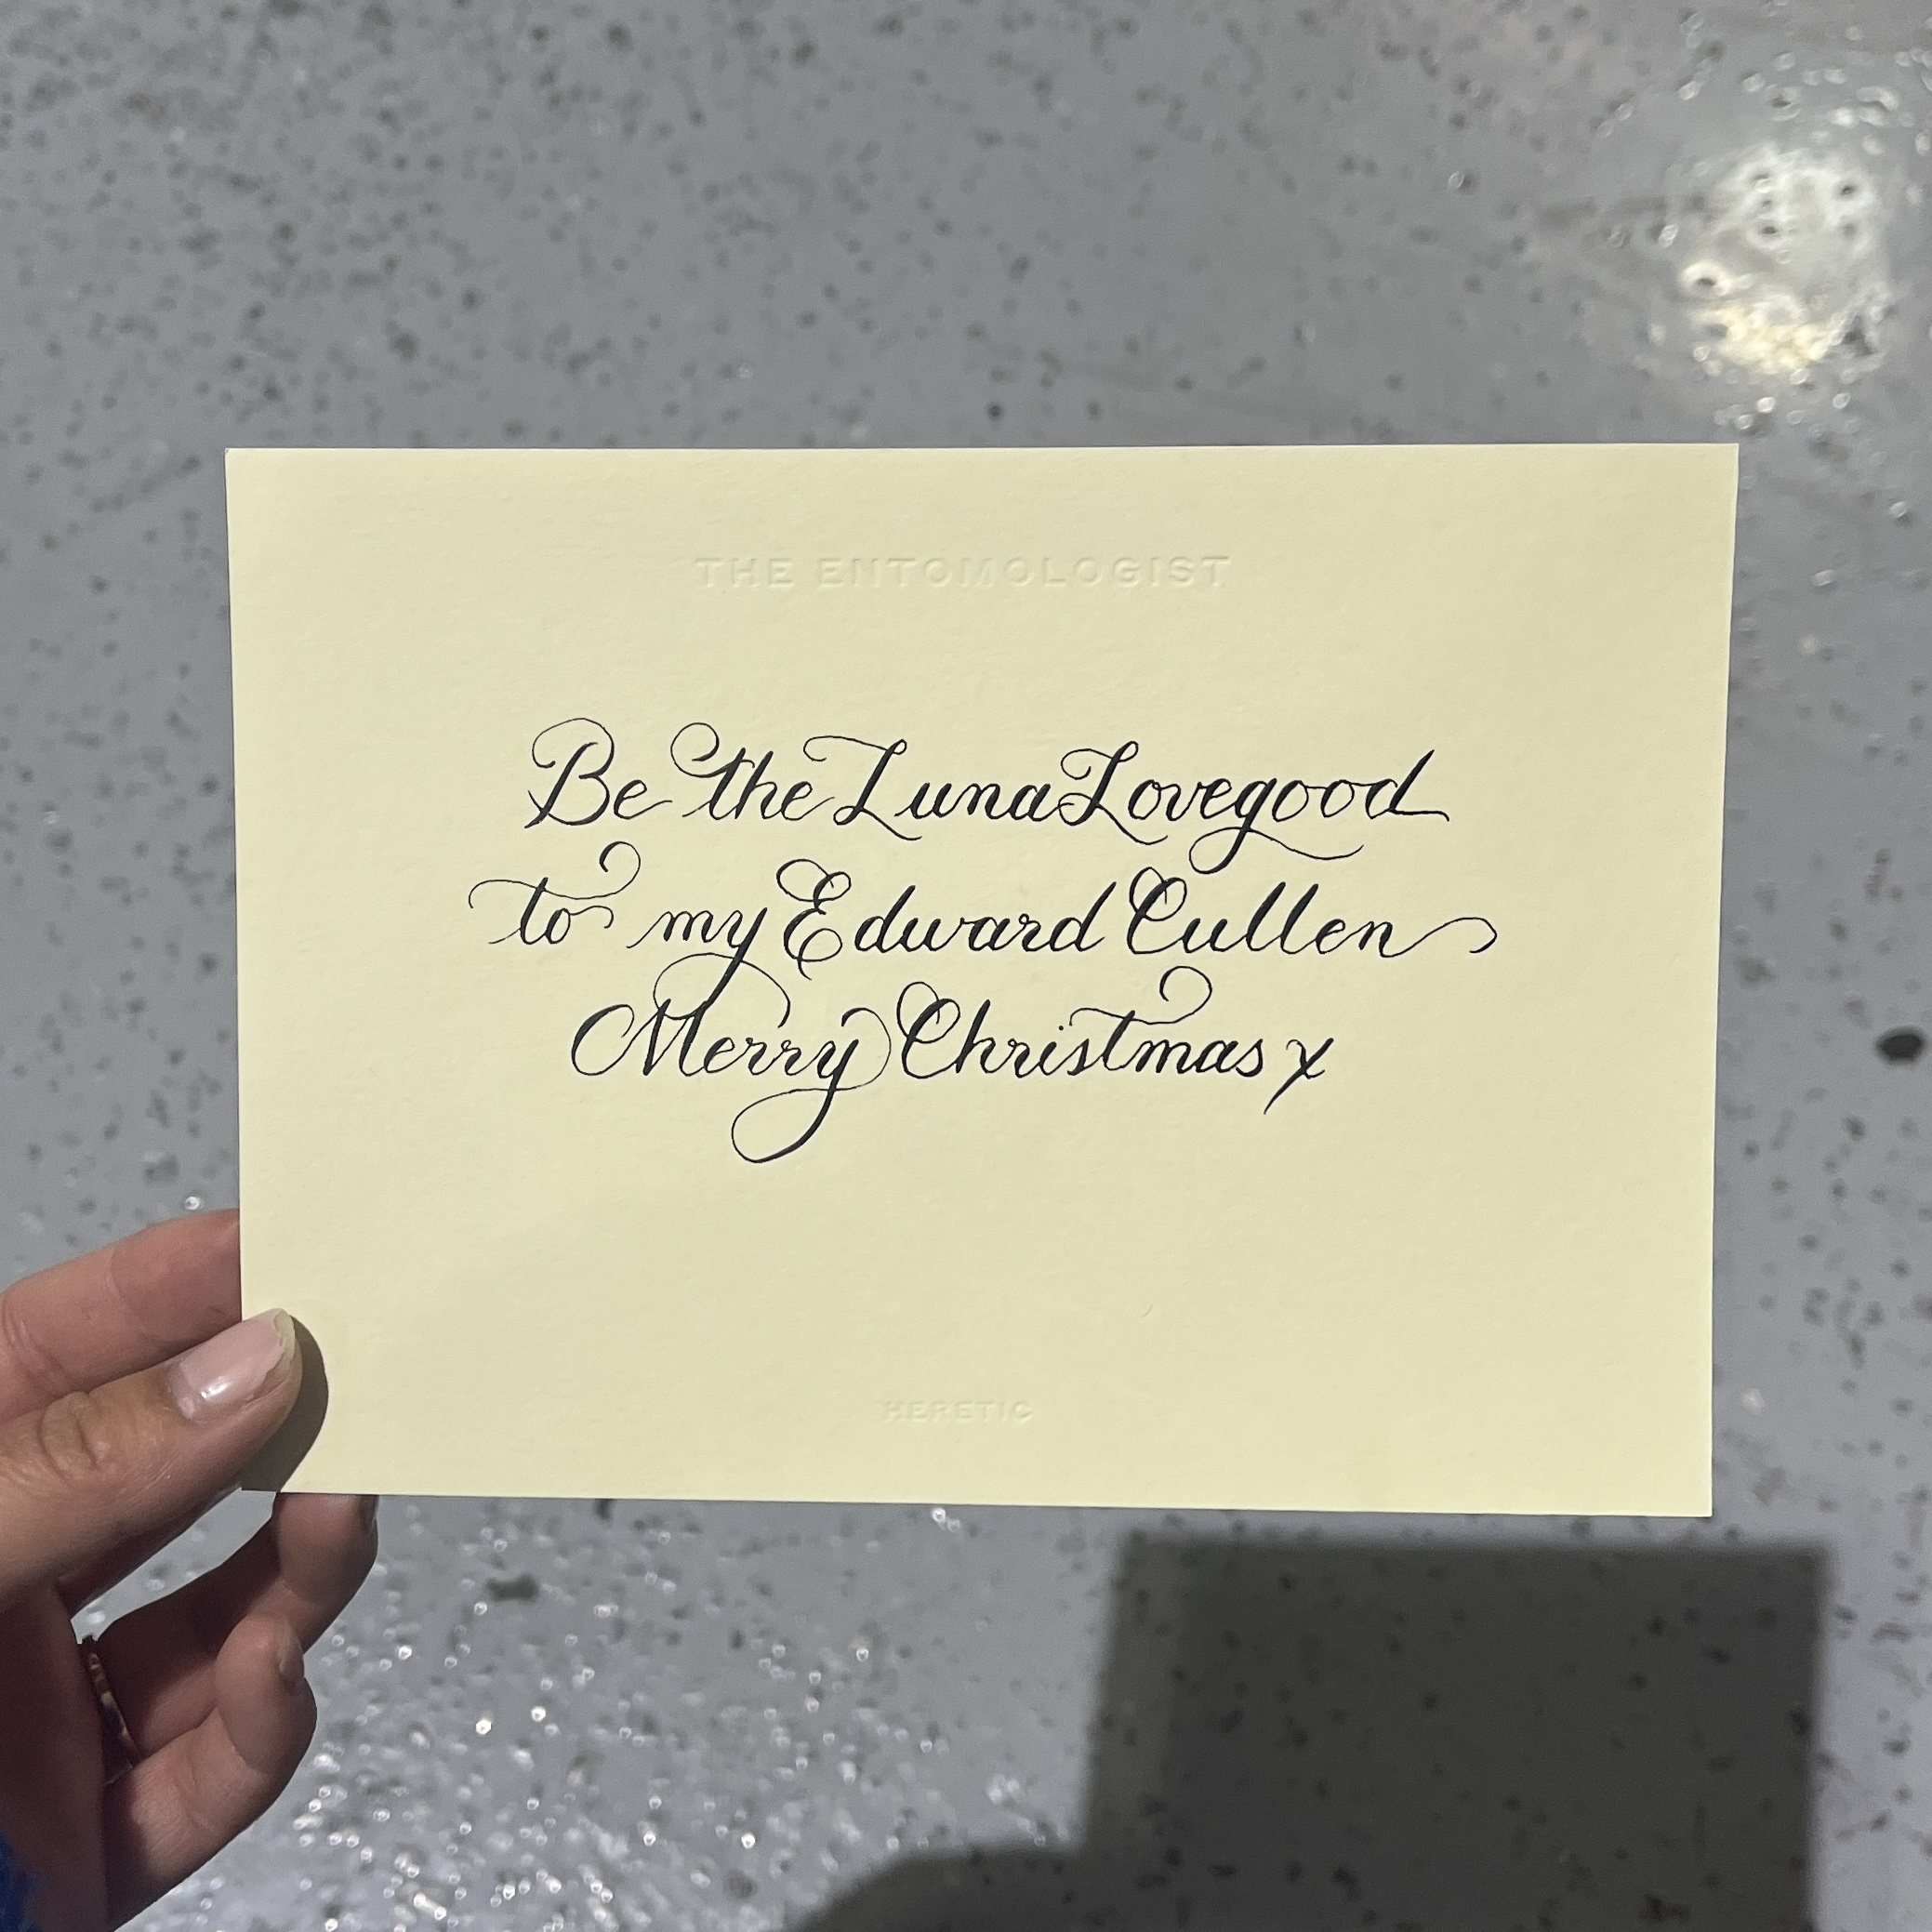 THE ENTOMOLOGIST
Be the Luna Lovegood
to my Edward Cullen
Merry Christmas x
HERETIC